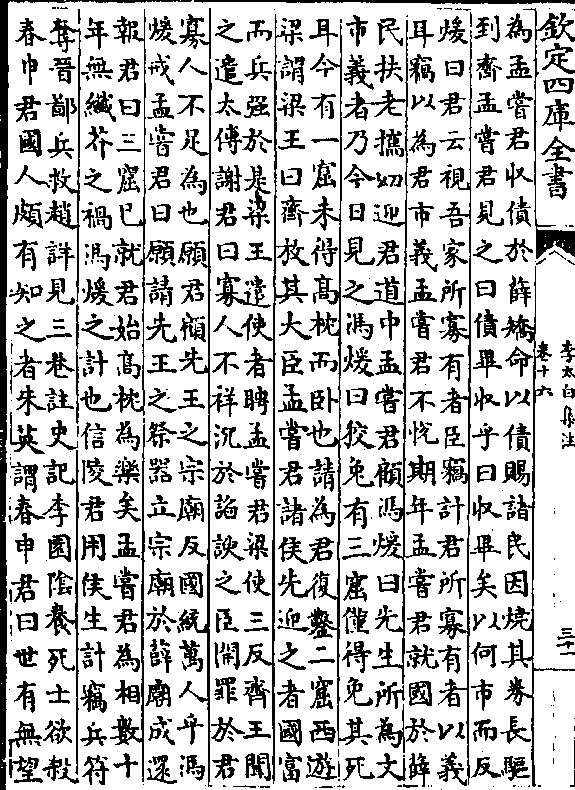 欽定四庫全書
李太白集注
卷十六
為孟嘗君收債於薛矯命以債賜諸民因燒其券長驅
到齊孟嘗君見之曰債畢收乎曰收畢矣以何市而反
煖曰君云視吾家所寡有者臣竊計君所寡有者以義
耳竊以為君市義孟嘗君不悦期年孟嘗君就國於薛
民扶老攜幼迎君道中孟嘗君顧馮煖曰先生所為文
市義者乃今日見之馮煖曰狡兔有三窟僅得免其死
耳今有一窟未得髙枕而卧也請為君復鑿二窟西遊
梁謂梁王曰齊放其大臣孟嘗君諸侯先迎之者國富
而兵强於是梁王遣使者聘孟嘗君梁使三反齊王聞
之遣太傅謝君曰寡人不祥沉於諂諛之臣開罪於君
寡人不足為也願君顧先王之宗廟反國統萬人乎馮
煖戒孟嘗君曰願請先王之祭器立宗廟於薛廟成還
報君曰三窟已就君始髙枕為樂矣孟嘗君為相數十
年無纖芥之禍馮煖之計也信陵君用侯生計竊兵符
奪晉鄙兵救趙詳見三巻註史記李園隂養死士欲殺
春申君國人頗有知之者朱英謂春申君曰世有無望